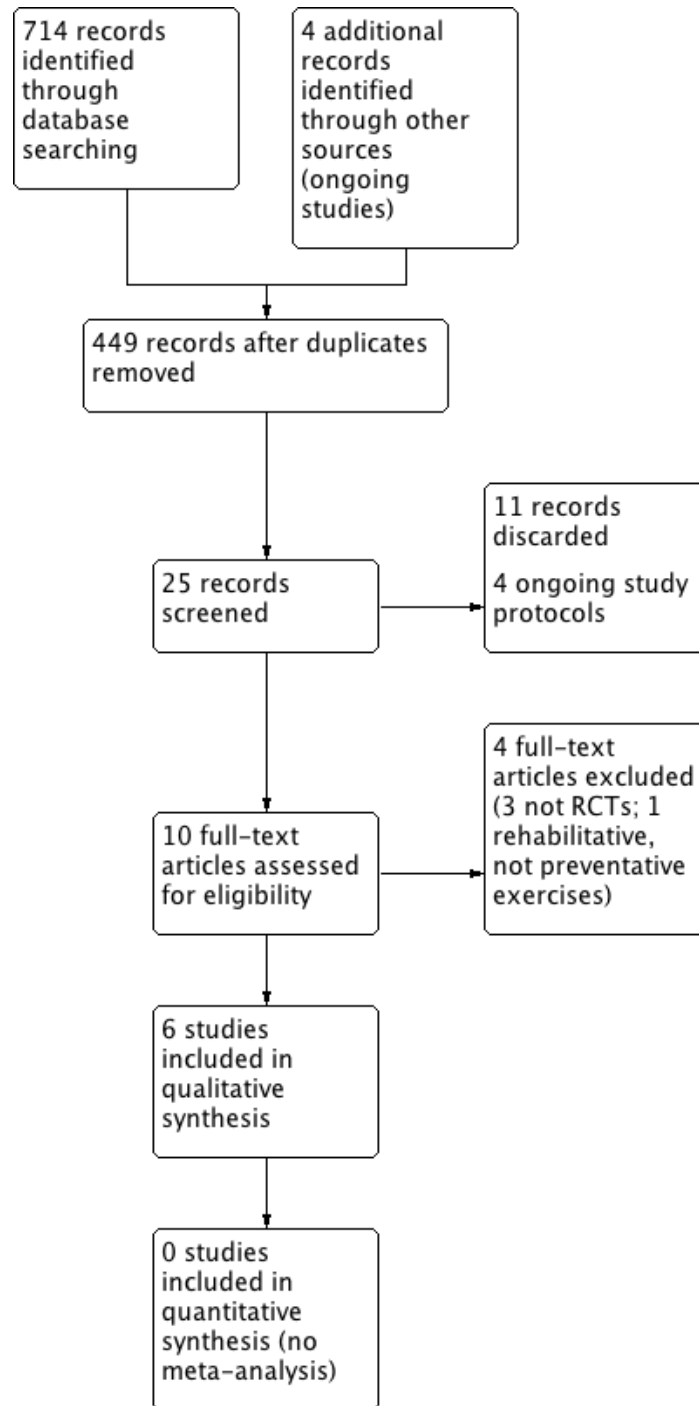 714 records
identified
through
database
searching
4 additional
records
identified
through other
sources
(ongoing
studies)
449 records after duplicates
removed
25 records
screened
11 records
discarded
4 ongoing study
protocols
10 full-text
articles assessed
for eligibility
4 full-text
articles excluded
(3 not RCTs; 1
rehabilitative,
not preventative
exercises)
6 studies
included in
qualitative
synthesis
0 studies
included in
quantitative
synthesis (no
meta-analysis)